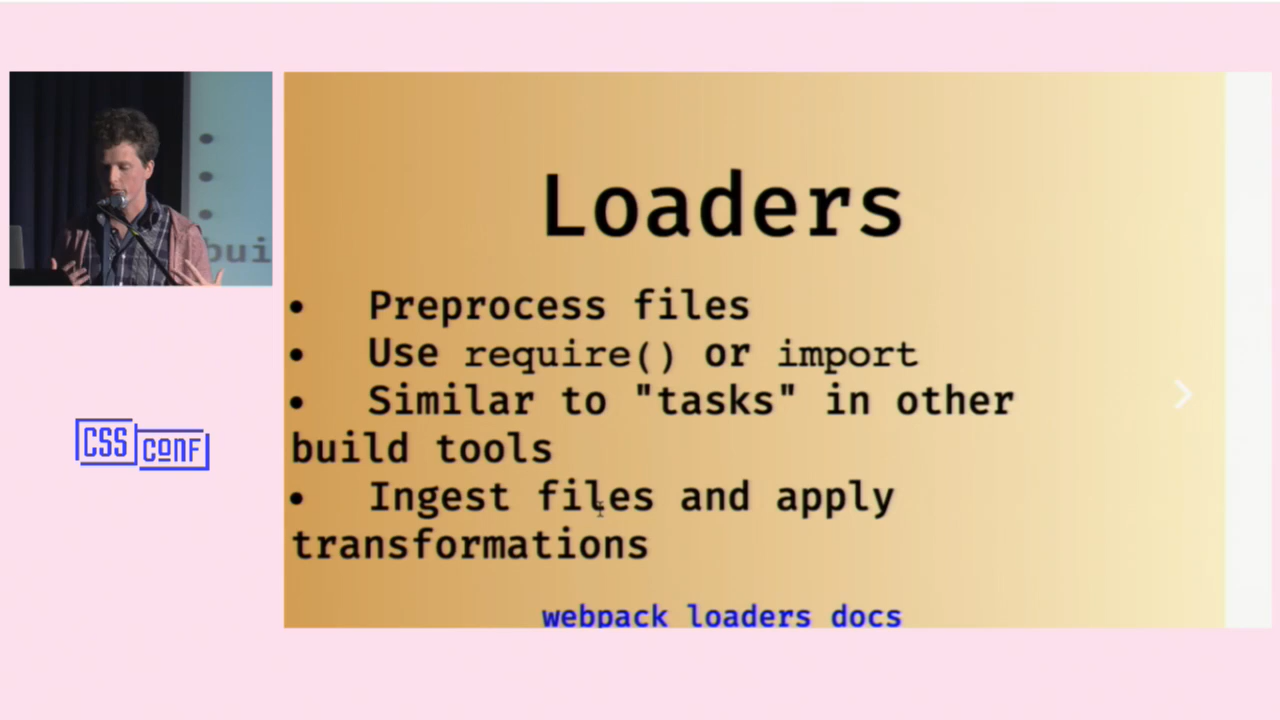 bui
CSS
CONF
Loaders
• Preprocess files
• Use require() or import
• Similar to "tasks" in other
build tools
• Ingest files and apply
transformations
webpack loaders docs